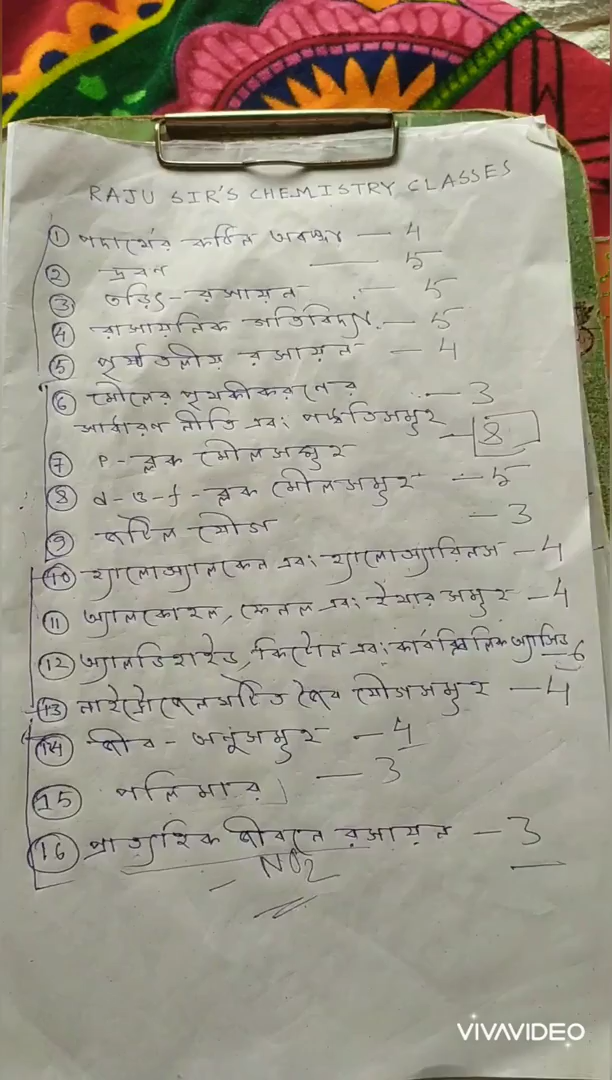 RAJU SIR'S CHEMISTRY CLASSES
① পদার্থের কঠিন অবস্থা — 4
② দ্রবণ — 5
③ তড়িৎ-রসায়ন — 5
④ রাসায়নিক গতিবিদ্যা — 5
⑤ পৃষ্ঠতলীয় রসায়ন — 4
⑥ মৌলের পৃথকীকরণের — 3
সাধারণ নীতি এবং পদ্ধতিসমূহ
⑦ P-ব্লক মৌলসমূহ — 8
⑧ d-ও-f-ব্লক মৌলসমূহ — 5
⑨ জটিল যৌগ — 3
⑩ হ্যালোঅ্যালকেন এবং হ্যালোঅ্যারিনস — 4
⑪ অ্যালকোহল, ফেনল এবং ইথার সমূহ — 4
⑫ অ্যালডিহাইড, কিটোন এবং কার্বক্সিলিক অ্যাসিড — 6
⑬ নাইট্রোজেনঘটিত জৈব যৌগসমূহ — 4
⑭ জীব-অনুসমূহ — 4
⑮ পলিমার — 3
⑯ প্রাত্যহিক জীবনে রসায়ন — 3
NO2
VIVAVIDEO